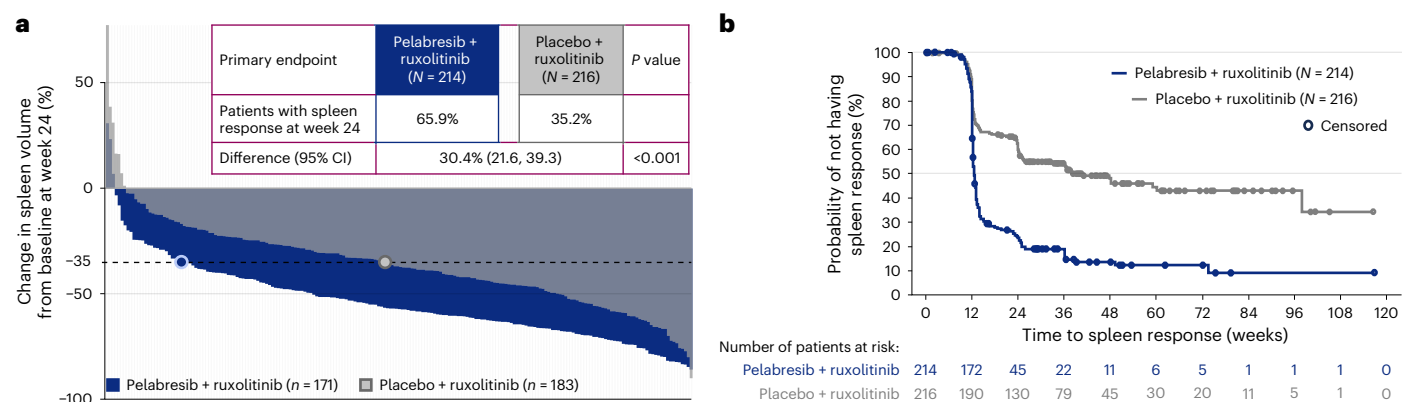 a
Change in spleen volume
from baseline at week 24 (%)
50
0
−35
−50
−100
Primary endpoint
Pelabresib +
ruxolitinib
(N = 214)
Placebo +
ruxolitinib
(N = 216)
P value
Patients with spleen
response at week 24
65.9%
35.2%
Difference (95% CI)
30.4% (21.6, 39.3)
<0.001
Pelabresib + ruxolitinib (n = 171)
Placebo + ruxolitinib (n = 183)
b
Probability of not having
spleen response (%)
100
90
80
70
60
50
40
30
20
10
0
Pelabresib + ruxolitinib (N = 214)
Placebo + ruxolitinib (N = 216)
Censored
0 12 24 36 48 60 72 84 96 108 120
Time to spleen response (weeks)
Number of patients at risk:
Pelabresib + ruxolitinib 214 172 45 22 11 6 5 1 1 1 0
Placebo + ruxolitinib 216 190 130 79 45 30 20 11 5 1 0